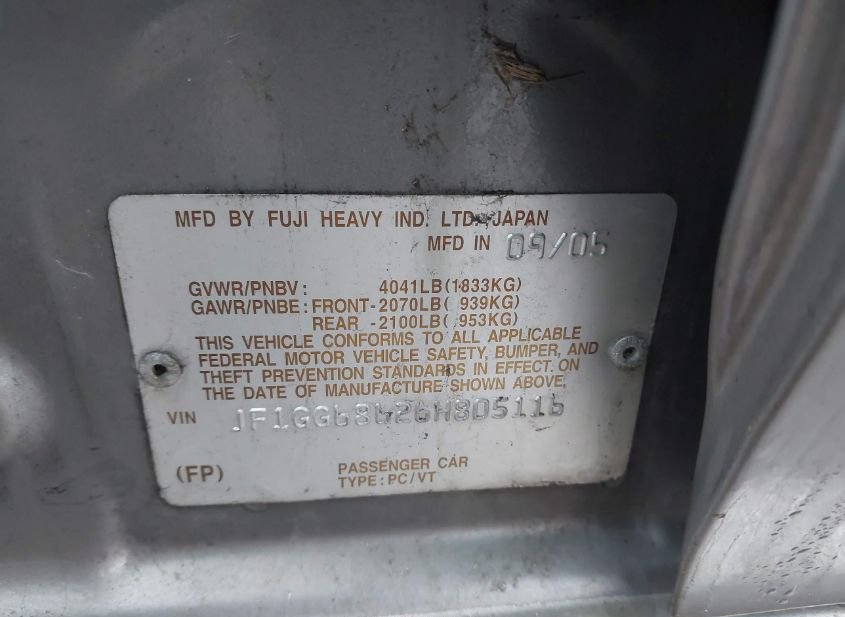 MFD BY FUJI HEAVY IND. LTD. JAPAN
MFD IN 09/05
GVWR/PNBV: 4041LB(1833KG)
GAWR/PNBE: FRONT-2070LB( 939KG)
REAR -2100LB( 953KG)
THIS VEHICLE CONFORMS TO ALL APPLICABLE
FEDERAL MOTOR VEHICLE SAFETY, BUMPER, AND
THEFT PREVENTION STANDARDS IN EFFECT ON
THE DATE OF MANUFACTURE SHOWN ABOVE.
VIN JF1GG68626H805116
(FP) PASSENGER CAR
TYPE:PC/VT